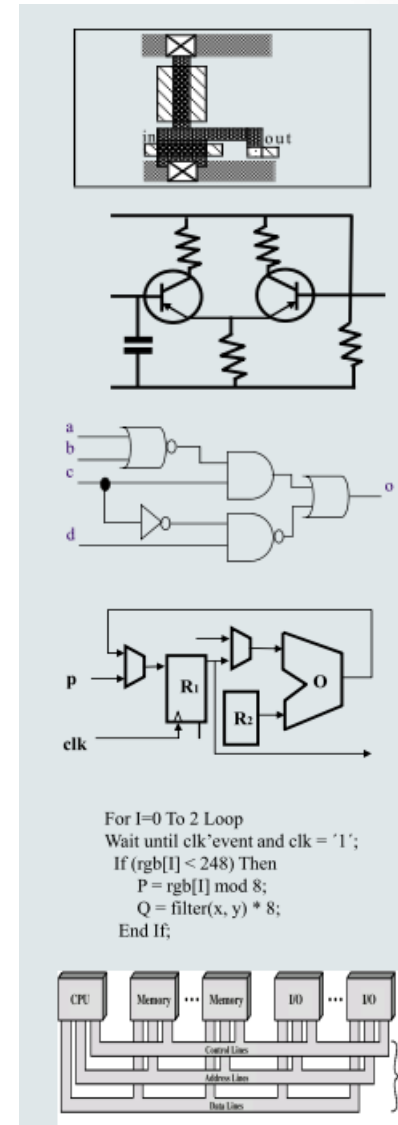 in out
a
b
c
o
d
p
R1
R2
O
clk
For I=0 To 2 Loop
Wait until clk’event and clk = ´1´;
If (rgb[I] < 248) Then
P = rgb[I] mod 8;
Q = filter(x, y) * 8;
End If;
CPU Memory ··· Memory I/O ··· I/O
Control Lines
Address Lines
Data Lines